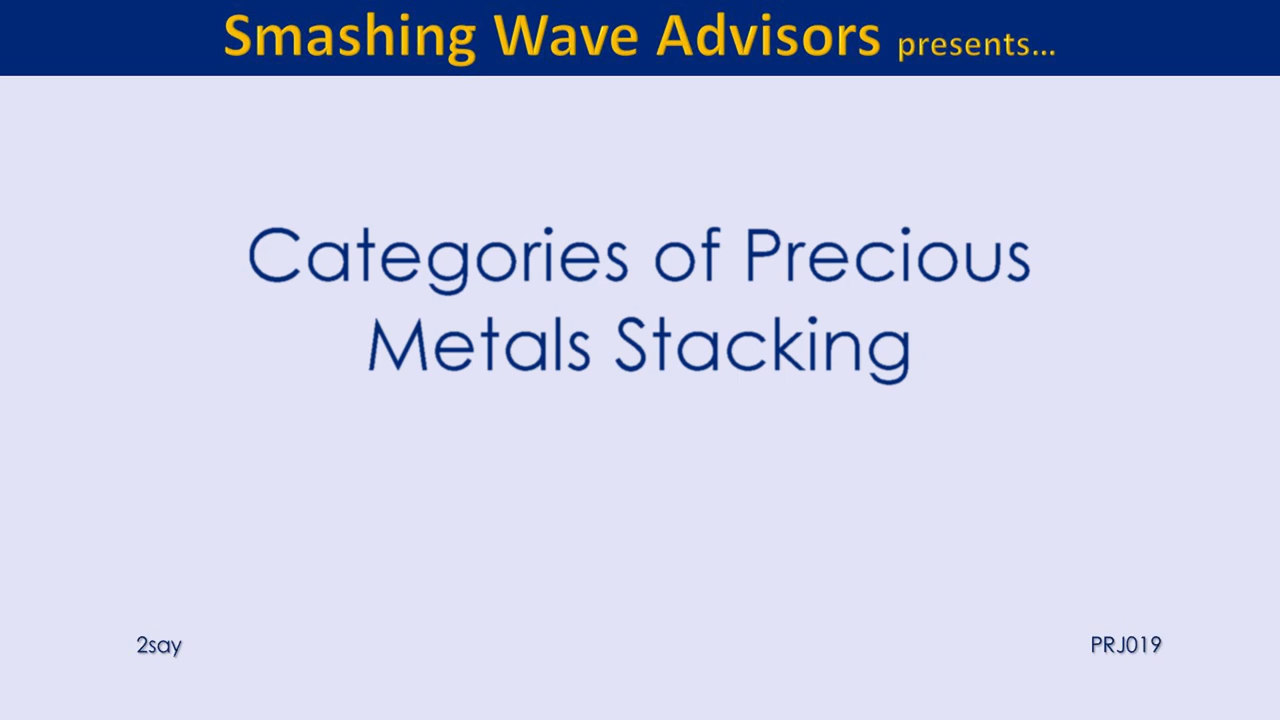 Smashing Wave Advisors presents...
Categories of Precious
Metals Stacking
2say
PRJ019